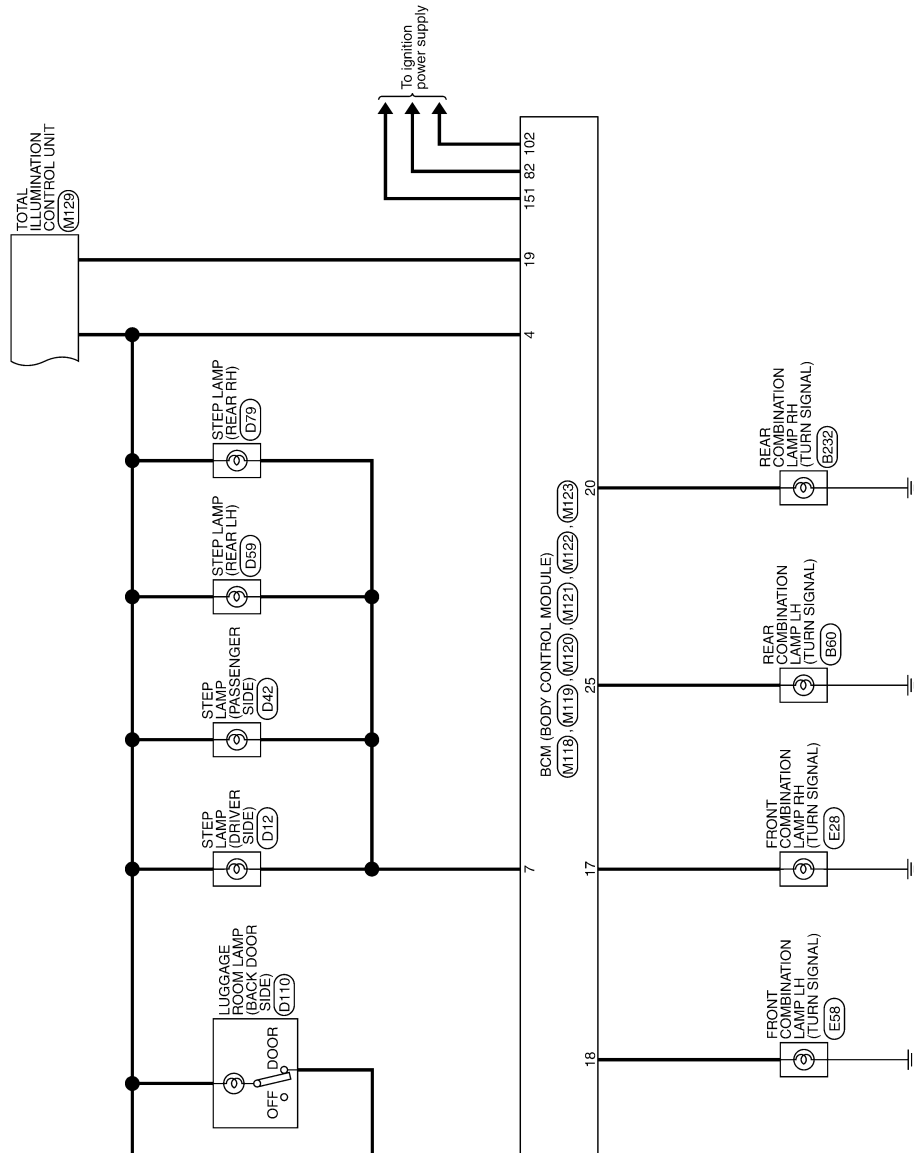 TOTAL
ILLUMINATION
CONTROL UNIT
M129
To ignition
power supply
STEP LAMP
(REAR RH)
D79
STEP LAMP
(REAR LH)
D59
STEP
LAMP
(PASSENGER
SIDE)
D42
STEP
LAMP
(DRIVER
SIDE)
D12
LUGGAGE
ROOM LAMP
(BACK DOOR
SIDE)
D110
OFF
DOOR
7
4
19
151
82
102
BCM (BODY CONTROL MODULE)
M118 , M119 , M120 , M121 , M122 , M123
18
17
25
20
FRONT
COMBINATION
LAMP LH
(TURN SIGNAL)
E58
FRONT
COMBINATION
LAMP RH
(TURN SIGNAL)
E28
REAR
COMBINATION
LAMP LH
(TURN SIGNAL)
B60
REAR
COMBINATION
LAMP RH
(TURN SIGNAL)
B232